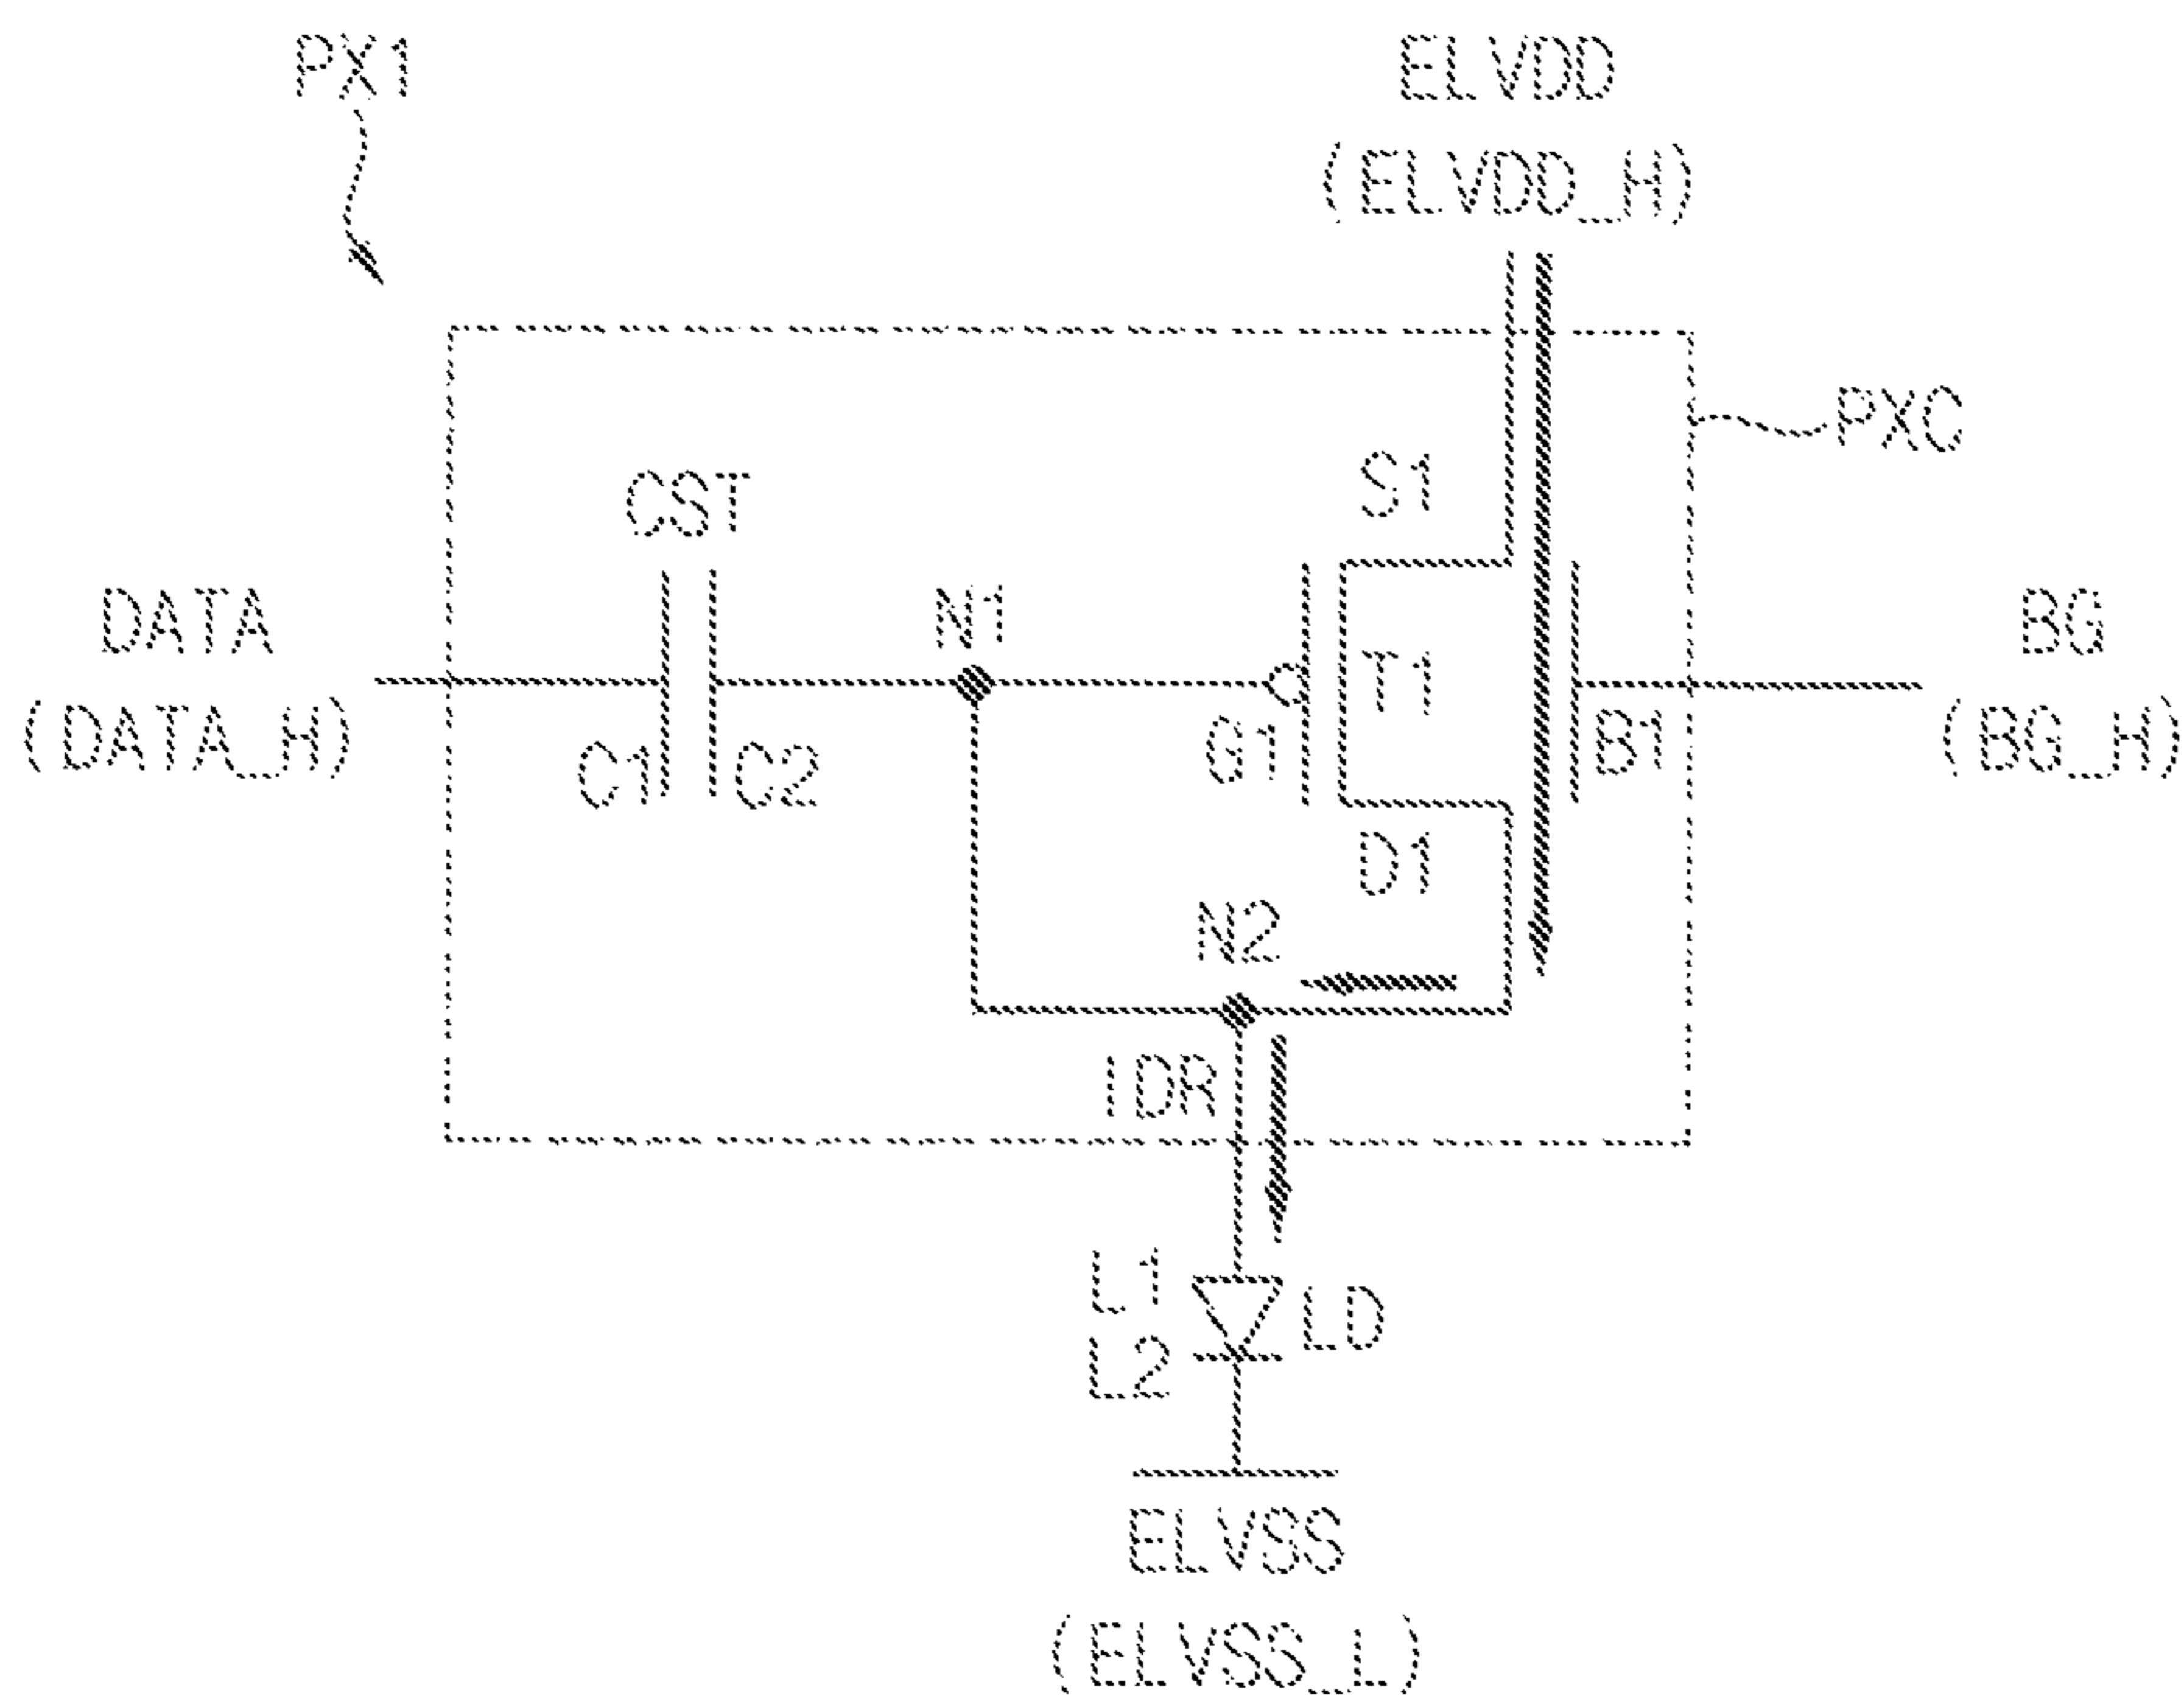 PX1
ELVDD
(ELVDD_H)
PXC
S1
CST
DATA
(DATA_H)
N1
T1
BG
(BG_H)
G1
B1
C1
C2
D1
N2
IDR
L1
LD
L2
ELVSS
(ELVSS_L)